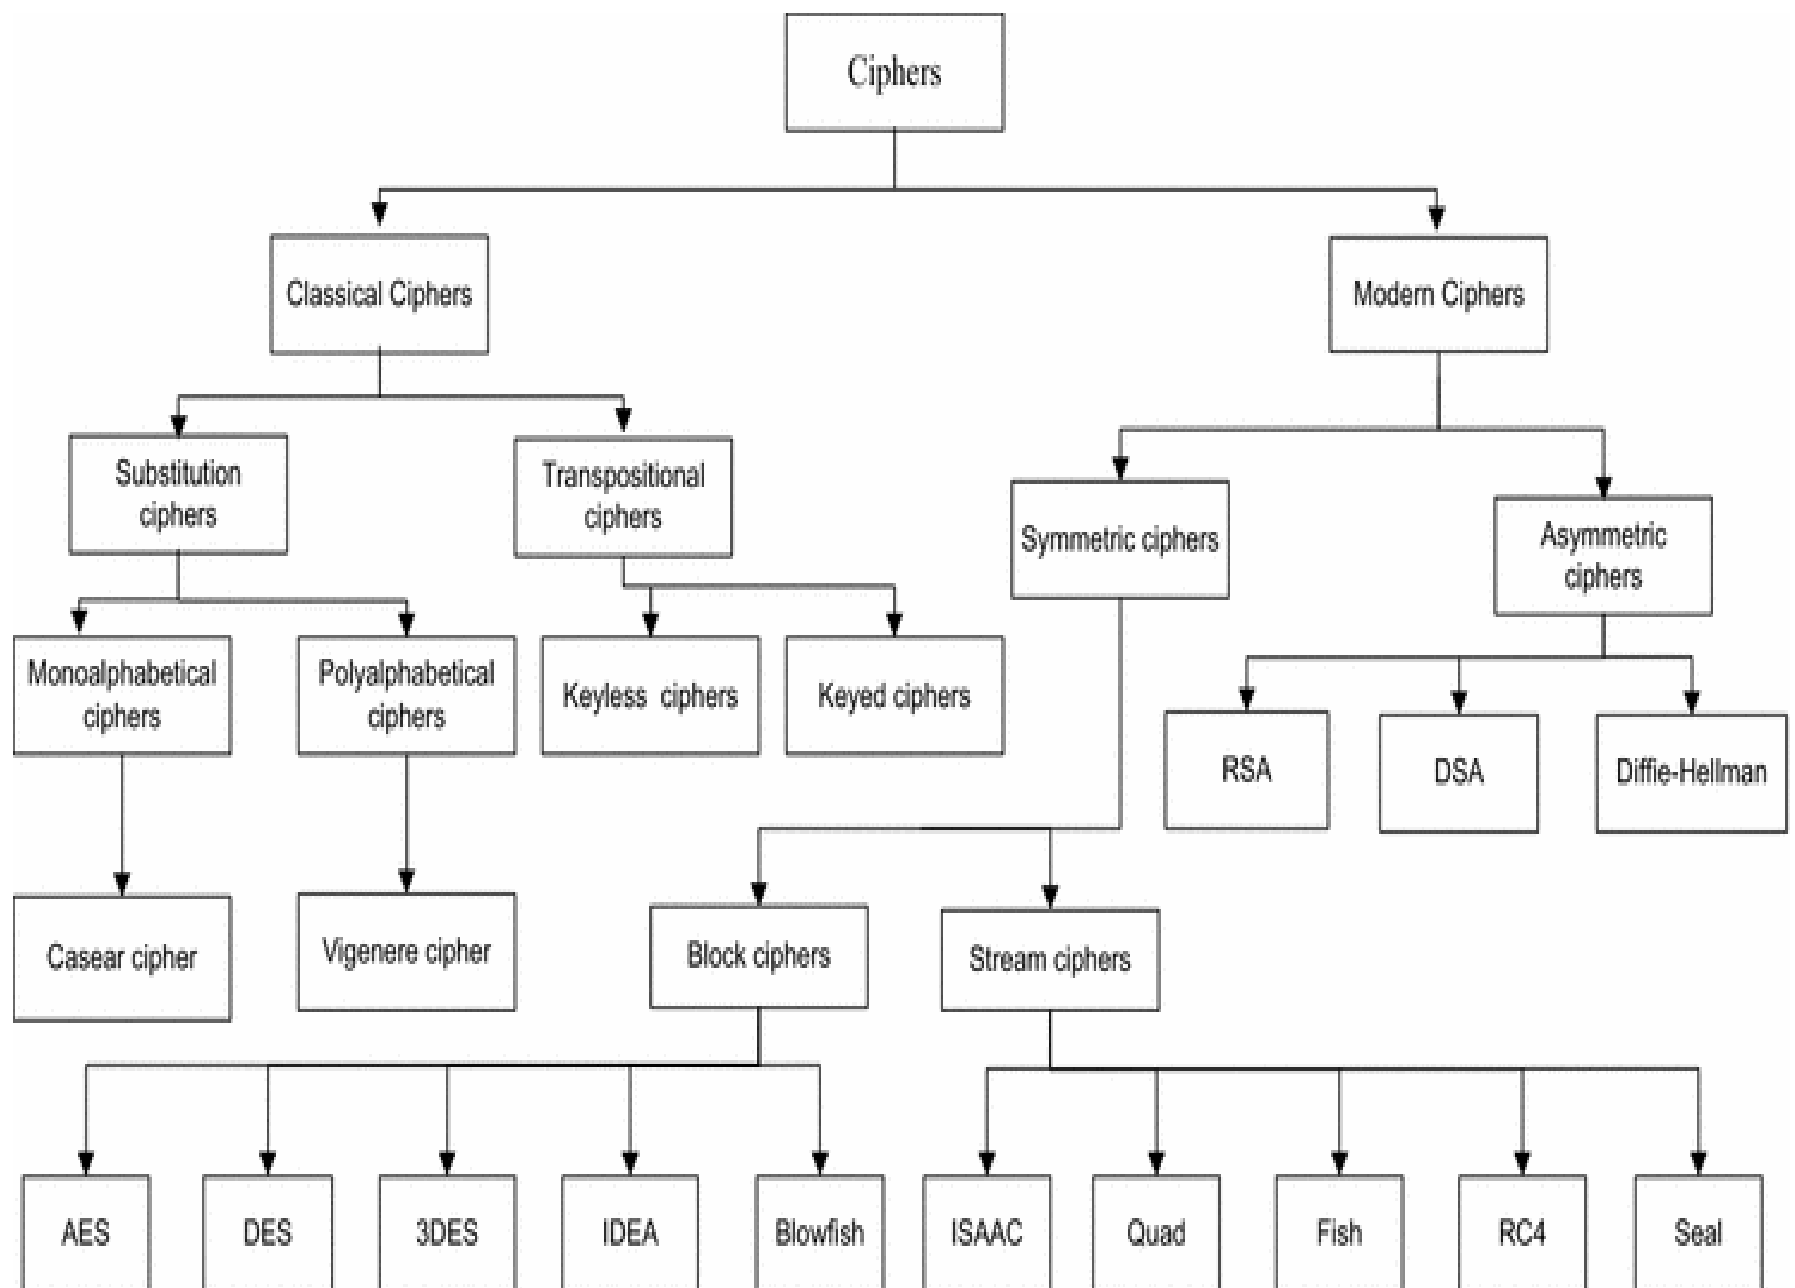 Ciphers
Classical Ciphers
Modern Ciphers
Substitution
ciphers
Transpositional
ciphers
Symmetric ciphers
Asymmetric
ciphers
Monoalphabetical
ciphers
Polyalphabetical
ciphers
Keyless ciphers
Keyed ciphers
RSA
DSA
Diffie-Hellman
Casear cipher
Vigenere cipher
Block ciphers
Stream ciphers
AES
DES
3DES
IDEA
Blowfish
ISAAC
Quad
Fish
RC4
Seal